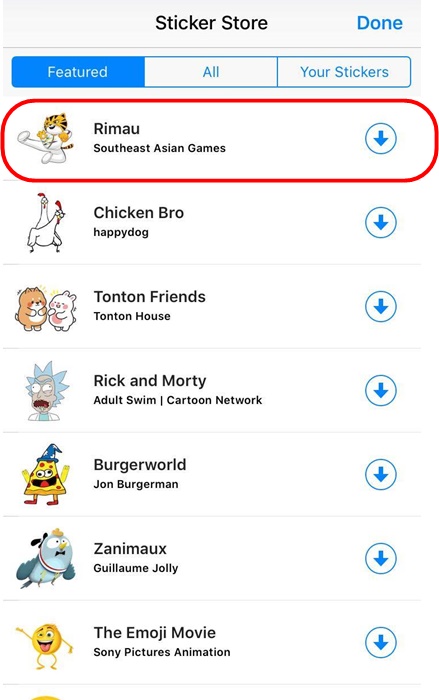 Sticker Store
Done
Featured
All
Your Stickers
Rimau
Southeast Asian Games
Chicken Bro
happydog
Tonton Friends
Tonton House
Rick and Morty
Adult Swim | Cartoon Network
Burgerworld
Jon Burgerman
Zanimaux
Guillaume Jolly
The Emoji Movie
Sony Pictures Animation